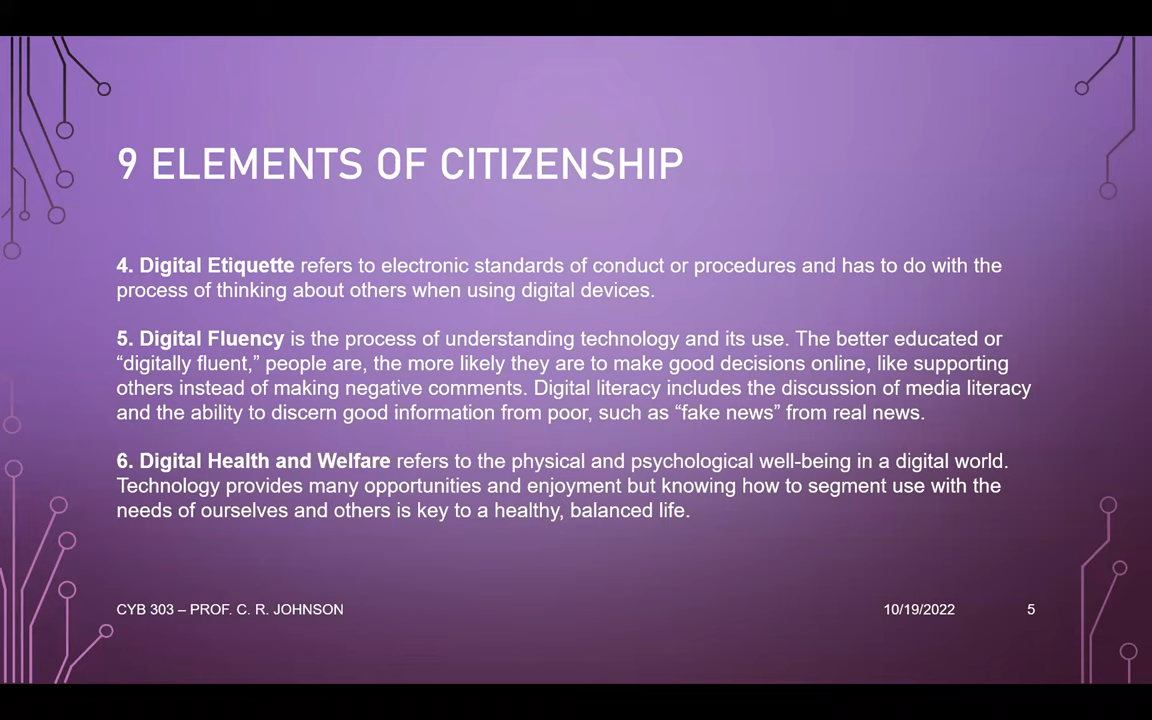 9 ELEMENTS OF CITIZENSHIP
4. Digital Etiquette refers to electronic standards of conduct or procedures and has to do with the
process of thinking about others when using digital devices.
5. Digital Fluency is the process of understanding technology and its use. The better educated or
“digitally fluent,” people are, the more likely they are to make good decisions online, like supporting
others instead of making negative comments. Digital literacy includes the discussion of media literacy
and the ability to discern good information from poor, such as “fake news” from real news.
6. Digital Health and Welfare refers to the physical and psychological well-being in a digital world.
Technology provides many opportunities and enjoyment but knowing how to segment use with the
needs of ourselves and others is key to a healthy, balanced life.
CYB 303 – PROF. C. R. JOHNSON 10/19/2022 5